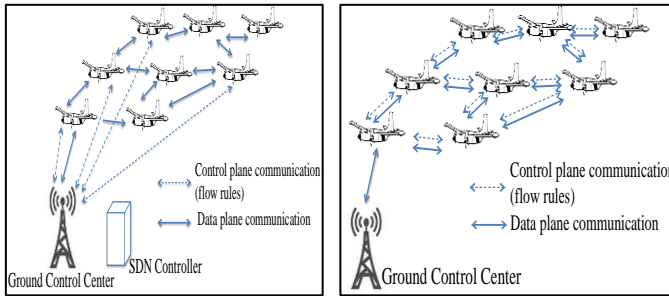 Control plane communication
(flow rules)
Data plane communication
SDN Controller
Ground Control Center
Control plane communication
(flow rules)
Data plane communication
Ground Control Center